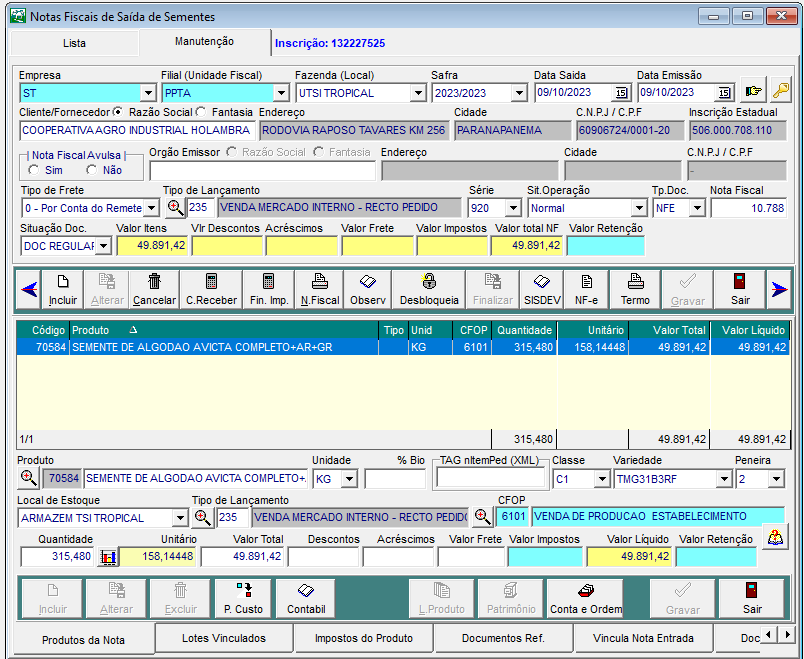 Notas Fiscais de Saída de Sementes
Lista Manutenção Inscrição: 132227525
Empresa Filial (Unidade Fiscal) Fazenda (Local) Safra Data Saida Data Emissão
ST PPTA UTSI TROPICAL 2023/2023 09/10/2023 15 09/10/2023 15
Cliente/Fornecedor Razão Social Fantasia Endereço Cidade C.N.P.J / C.P.F Inscrição Estadual
COOPERATIVA AGRO INDUSTRIAL HOLAMBRA RODOVIA RAPOSO TAVARES KM 256 PARANAPANEMA 60906724/0001-20 506.000.708.110
| Nota Fiscal Avulsa | Orgão Emissor Razão Social Fantasia Endereço Cidade C.N.P.J / C.P.F
Sim Não -
Tipo de Frete Tipo de Lançamento Série Sit.Operação Tp.Doc. Nota Fiscal
0 - Por Conta do Remete 235 VENDA MERCADO INTERNO - RECTO PEDIDO 920 Normal NFE 10.788
Situação Doc. Valor Itens Vlr Descontos Acréscimos Valor Frete Valor Impostos Valor total NF Valor Retenção
DOC REGULAR 49.891,42 49.891,42
Incluir Alterar Cancelar C.Receber Fin. Imp. N.Fiscal Observ Desbloqueia Finalizar SISDEV NF-e Termo Gravar Sair
Código Produto Tipo Unid CFOP Quantidade Unitário Valor Total Valor Líquido
70584 SEMENTE DE ALGODAO AVICTA COMPLETO+AR+GR KG 6101 315,480 158,14448 49.891,42 49.891,42
1/1 315,480 49.891,42 49.891,42
Produto Unidade % Bio TAG nItemPed (XML) Classe Variedade Peneira
70584 SEMENTE DE ALGODAO AVICTA COMPLETO+. KG C1 TMG31B3RF 2
Local de Estoque Tipo de Lançamento CFOP
ARMAZEM TSI TROPICAL 235 VENDA MERCADO INTERNO - RECTO PEDIDO 6101 VENDA DE PRODUCAO ESTABELECIMENTO
Quantidade Unitário Valor Total Descontos Acréscimos Valor Frete Valor Impostos Valor Líquido Valor Retenção
315,480 158,14448 49.891,42 49.891,42
Incluir Alterar Excluir P. Custo Contabil L.Produto Patrimônio Conta e Ordem Gravar Sair
Produtos da Nota Lotes Vinculados Impostos do Produto Documentos Ref. Vincula Nota Entrada Doc